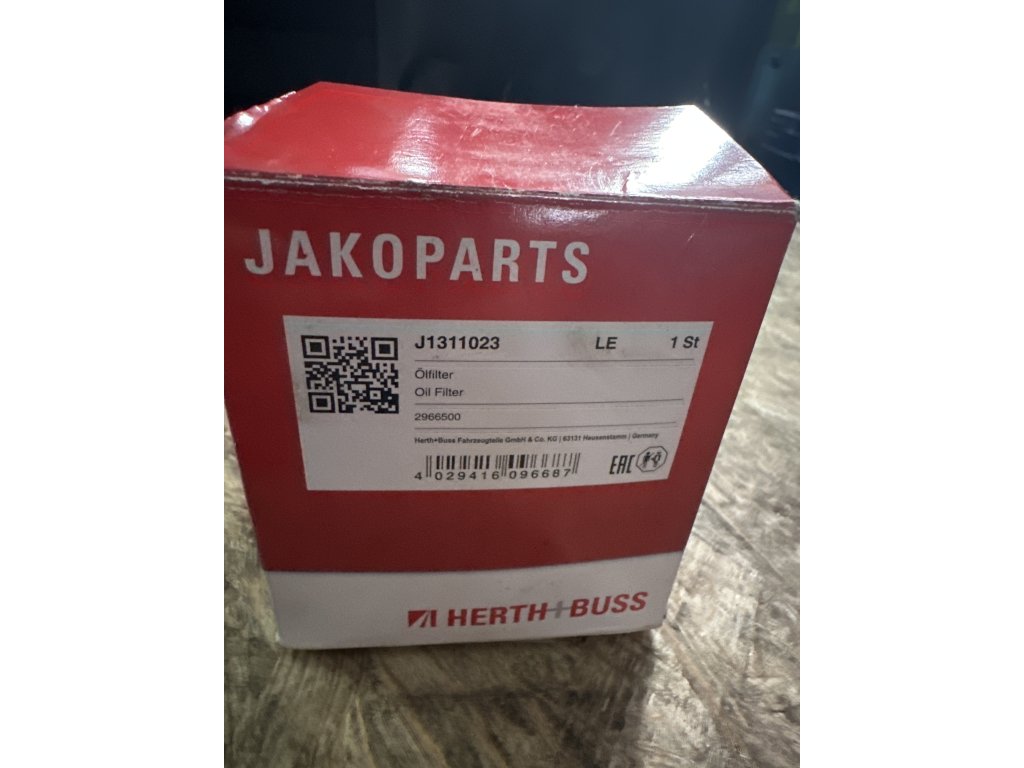 JAKOPARTS
J1311023 LE 1 St
Ölfilter
Oil Filter
2966500
Herth+Buss Fahrzeugteile GmbH & Co. KG | 63131 Heusenstamm | Germany
4 029416 096687
EAC
HERTH+BUSS